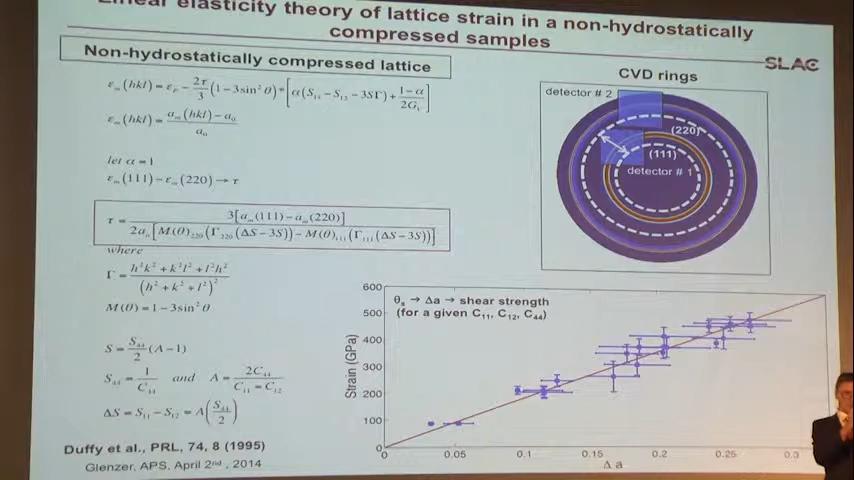 Linear elasticity theory of lattice strain in a non-hydrostatically
compressed samples
SLAC
Non-hydrostatically compressed lattice
ε_m(hkl) = ε_P − 2τ/3 (1−3sin²θ)*[α(S₁₁ − S₁₂ − 3SΓ) + 1−α/2G_V]
ε_m(hkl) = a_m(hkl) − a₀ / a₀
let α = 1
ε_m(111) − ε_m(220) → τ
τ = 3[a_m(111) − a_m(220)] / 2a₀[M(θ)₂₂₀(Γ₂₂₀(ΔS−3S)) − M(θ)₁₁₁(Γ₁₁₁(ΔS−3S))]
where
Γ = h²k² + k²l² + l²h² / (h² + k² + l²)²
M(θ) = 1−3sin²θ
S = S₄₄/2 (A−1)
S₄₄ = 1/C₄₄ and A = 2C₄₄ / C₁₁ − C₁₂
ΔS = S₁₁ − S₁₂ = A(S₄₄/2)
Duffy et al., PRL, 74, 8 (1995)
Glenzer, APS, April 2nd , 2014
CVD rings
detector # 2
(220)
(111)
detector # 1
θ_s → Δa → shear strength
(for a given C₁₁, C₁₂, C₄₄)
Strain (GPa)
600
500
400
300
200
100
0
0 0.05 0.1 0.15 0.2 0.25 0.3
Δ a